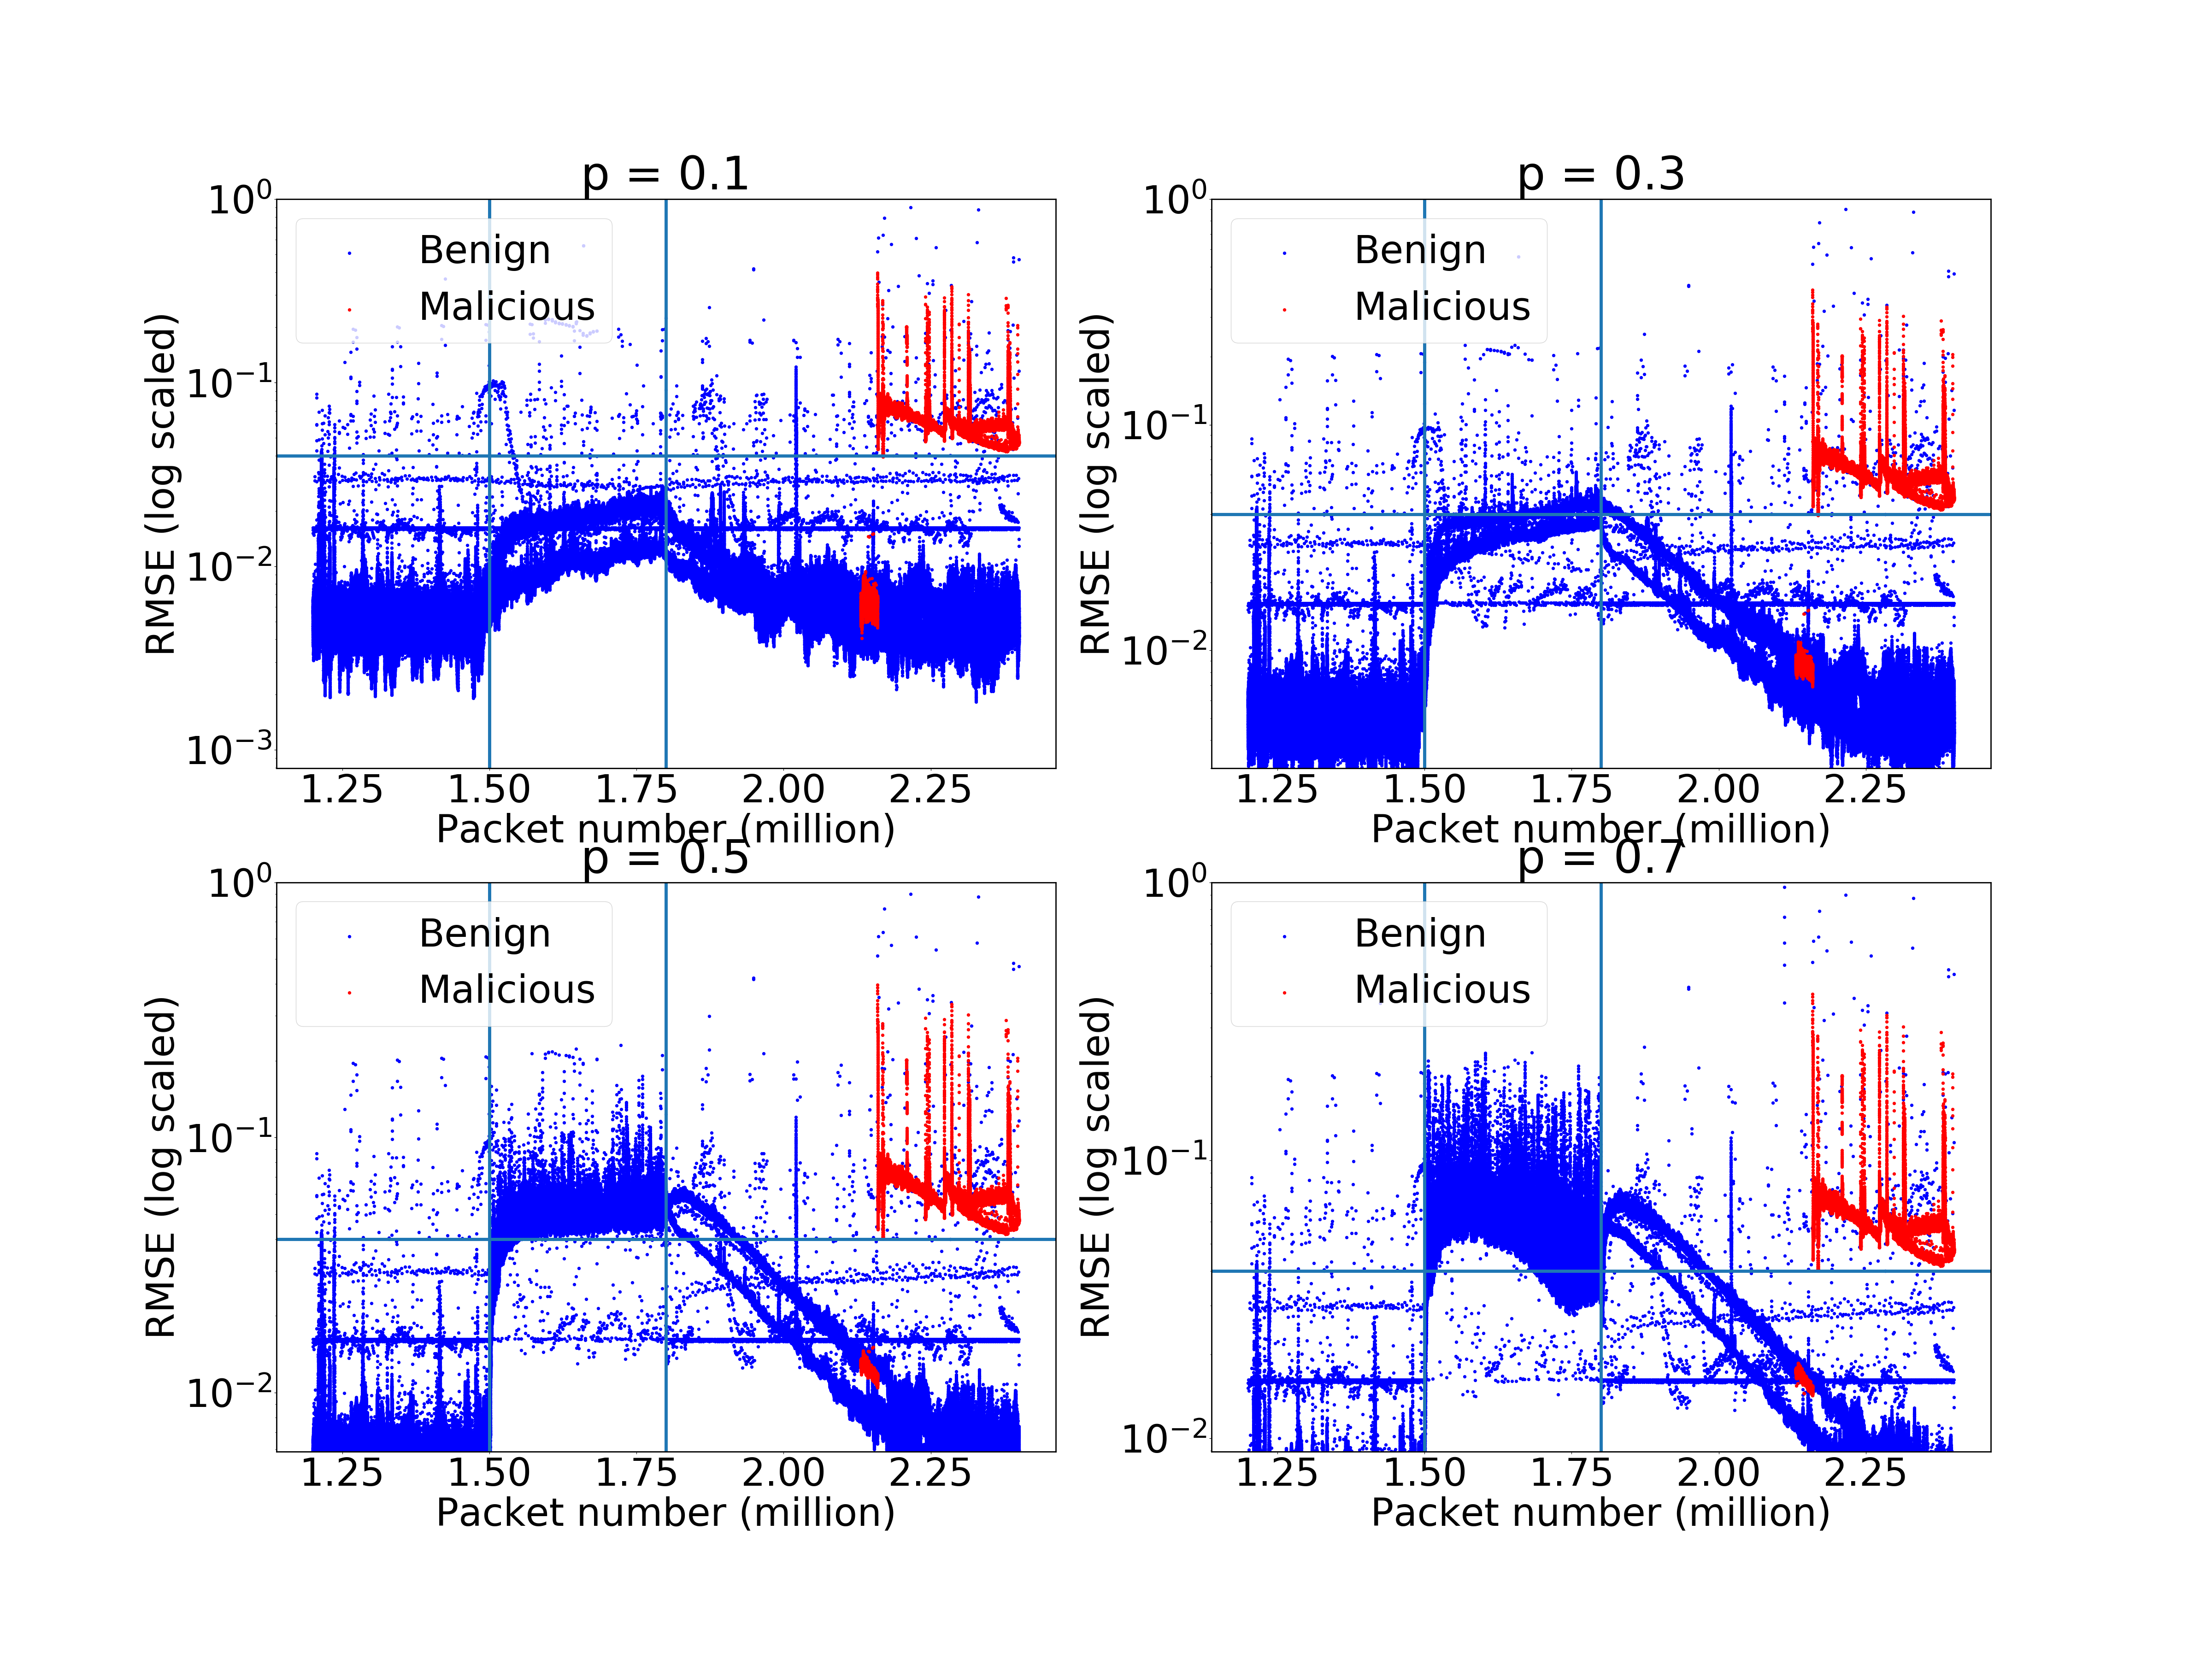 p = 0.1
RMSE (log scaled)
10^0
10^-1
10^-2
10^-3
Benign
Malicious
1.25 1.50 1.75 2.00 2.25
Packet number (million)
p = 0.3
RMSE (log scaled)
10^0
10^-1
10^-2
Benign
Malicious
1.25 1.50 1.75 2.00 2.25
Packet number (million)
p = 0.5
RMSE (log scaled)
10^0
10^-1
10^-2
Benign
Malicious
1.25 1.50 1.75 2.00 2.25
Packet number (million)
p = 0.7
RMSE (log scaled)
10^0
10^-1
10^-2
Benign
Malicious
1.25 1.50 1.75 2.00 2.25
Packet number (million)